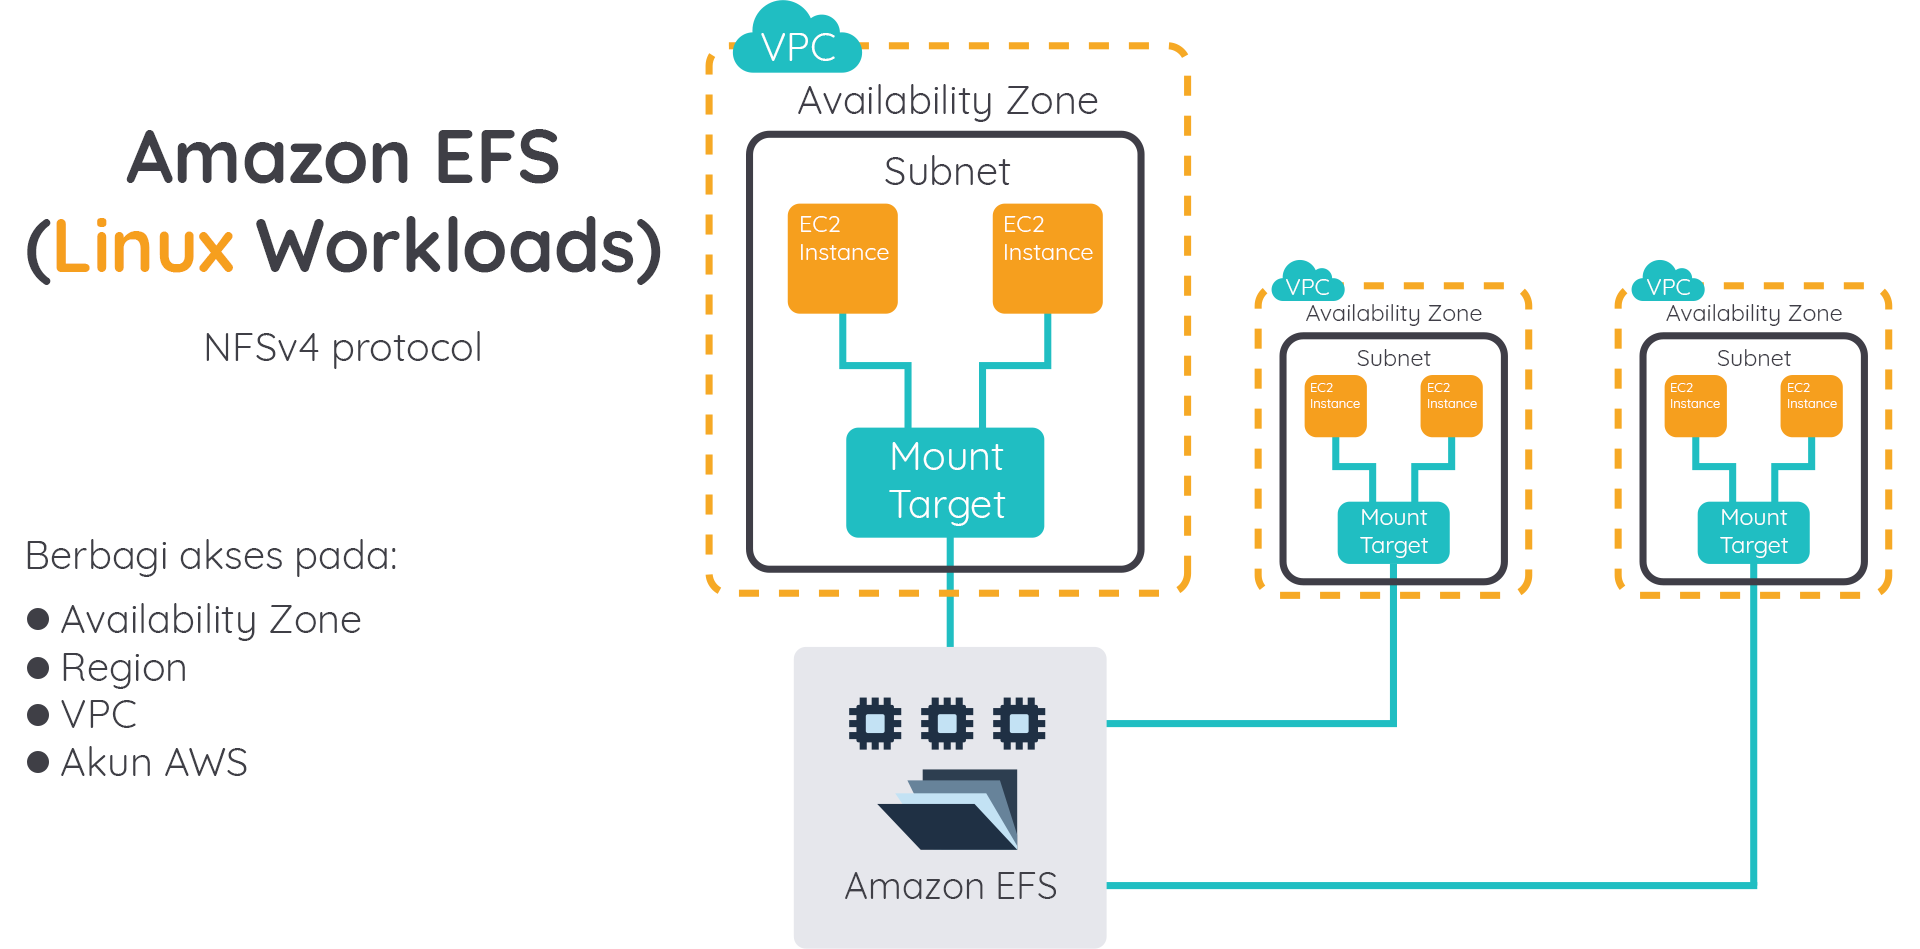 Amazon EFS
(Linux Workloads)
NFSv4 protocol
Berbagi akses pada:
● Availability Zone
● Region
● VPC
● Akun AWS
VPC
Availability Zone
Subnet
EC2
Instance
EC2
Instance
Mount
Target
VPC
Availability Zone
Subnet
EC2
Instance
EC2
Instance
Mount
Target
VPC
Availability Zone
Subnet
EC2
Instance
EC2
Instance
Mount
Target
Amazon EFS